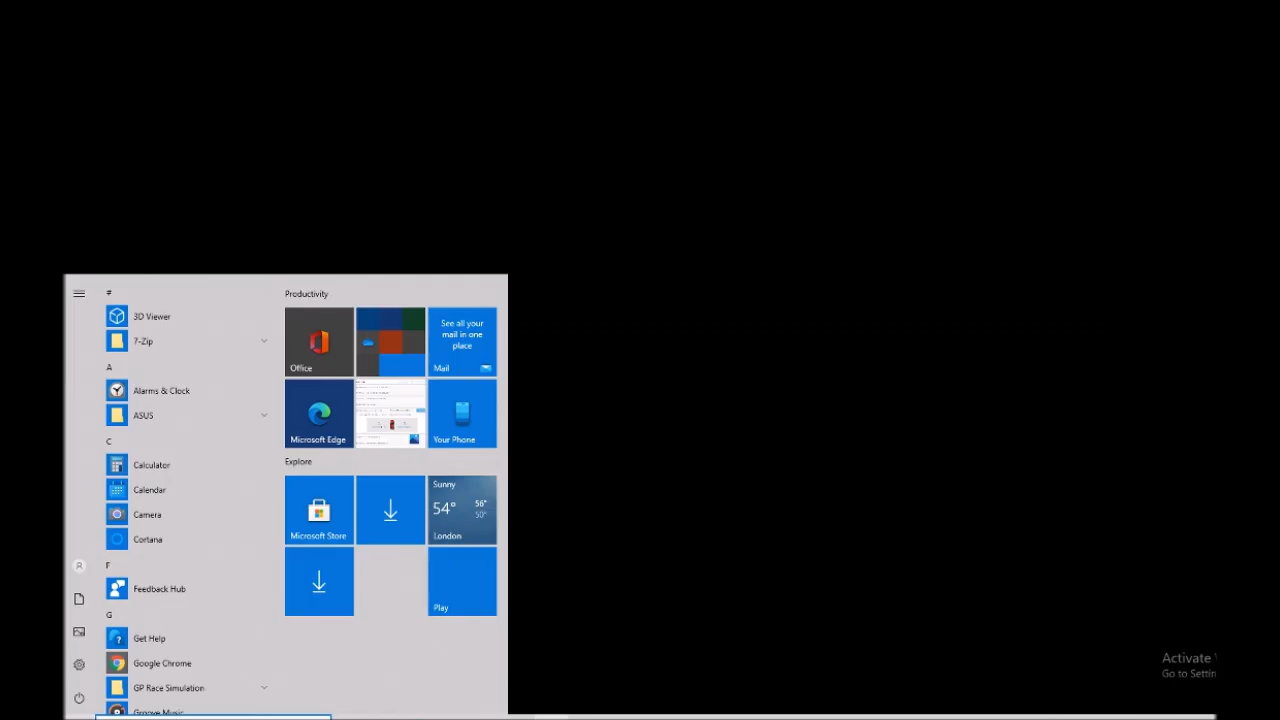 #
3D Viewer
7-Zip
A
Alarms & Clock
ASUS
C
Calculator
Calendar
Camera
Cortana
F
Feedback Hub
G
Get Help
Google Chrome
GP Race Simulation
Groove Music
Productivity
Office
See all your
mail in one
place
Mail
Microsoft Edge
Your Phone
Explore
Microsoft Store
Sunny
54° 56°
50°
London
Play
R
Activate
Go to Settin